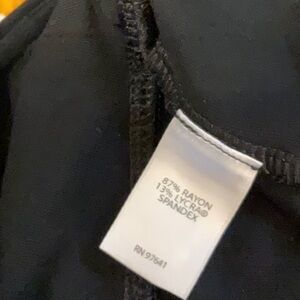 87% RAYON
13% LYCRA®
SPANDEX
RN 97641